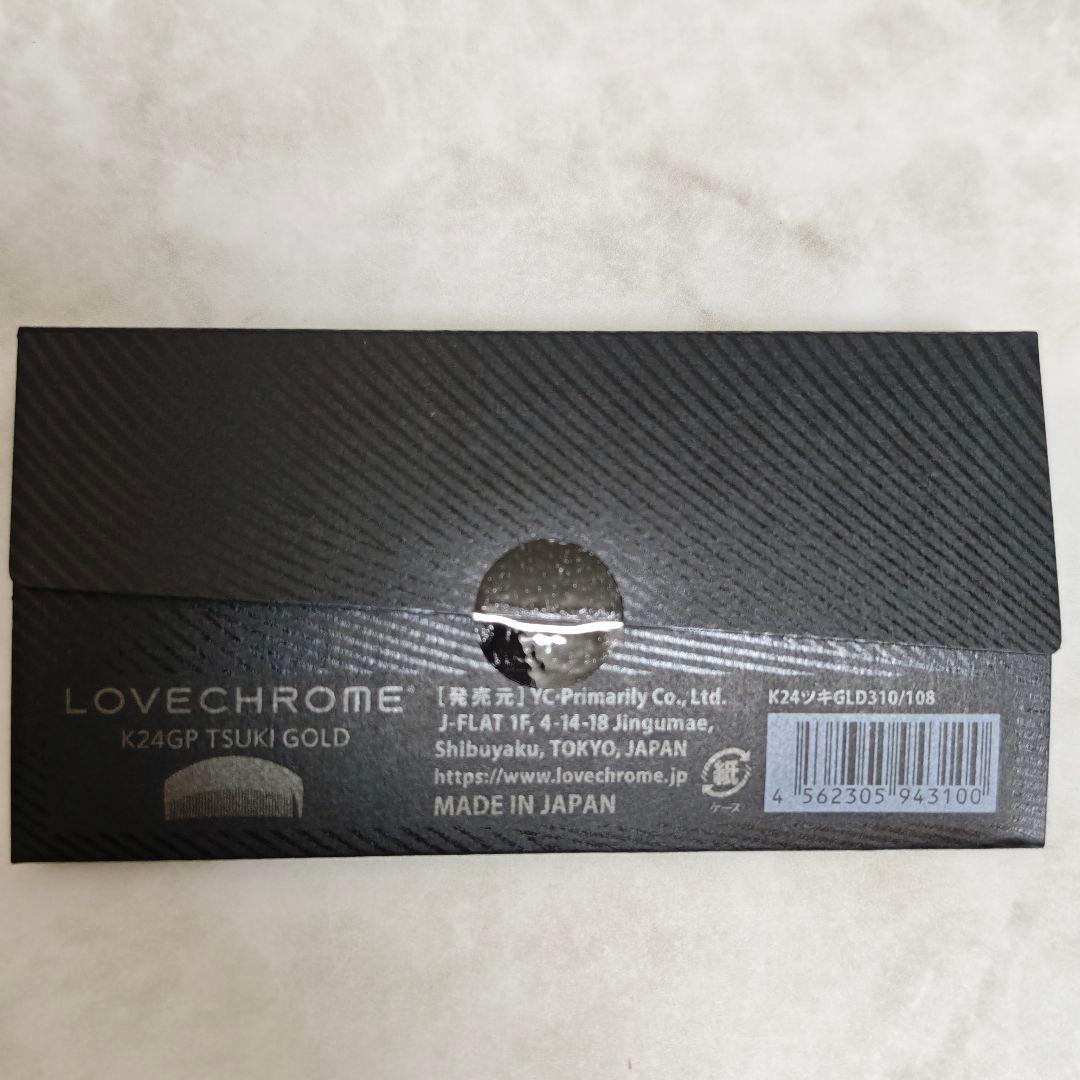 LOVECHROME®
K24GP TSUKI GOLD
[発売元] YC-Primarily Co., Ltd.
J-FLAT 1F, 4-14-18 Jingumae,
Shibuyaku, TOKYO, JAPAN
https://www.lovechrome.jp
MADE IN JAPAN
紙
ケース
K24ツキGLD310/108
4 562305 943100